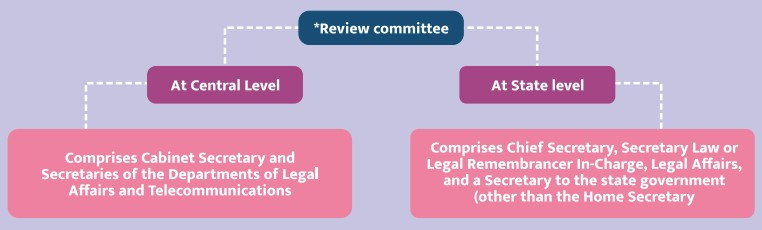 *Review committee
At Central Level
At State level
Comprises Cabinet Secretary and
Secretaries of the Departments of Legal
Affairs and Telecommunications
Comprises Chief Secretary, Secretary Law or
Legal Remembrancer In-Charge, Legal Affairs,
and a Secretary to the state government
(other than the Home Secretary